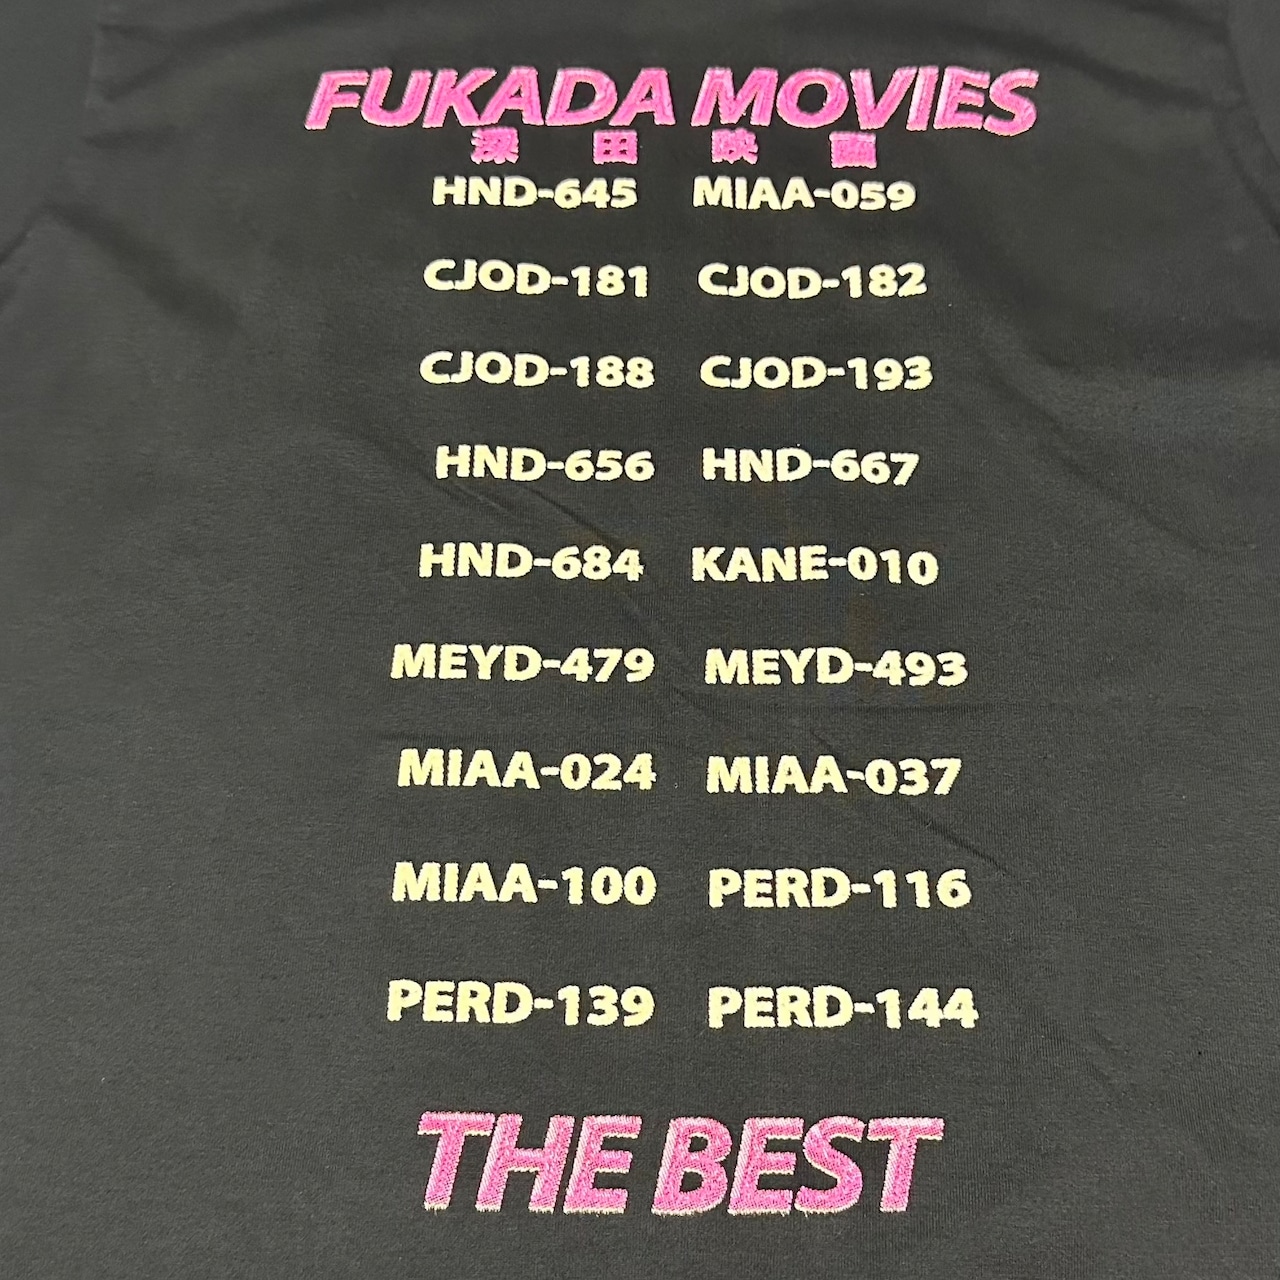 FUKADA MOVIES
深田映画
HND-645 MIAA-059
CJOD-181 CJOD-182
CJOD-188 CJOD-193
HND-656 HND-667
HND-684 KANE-010
MEYD-479 MEYD-493
MIAA-024 MIAA-037
MIAA-100 PERD-116
PERD-139 PERD-144
THE BEST